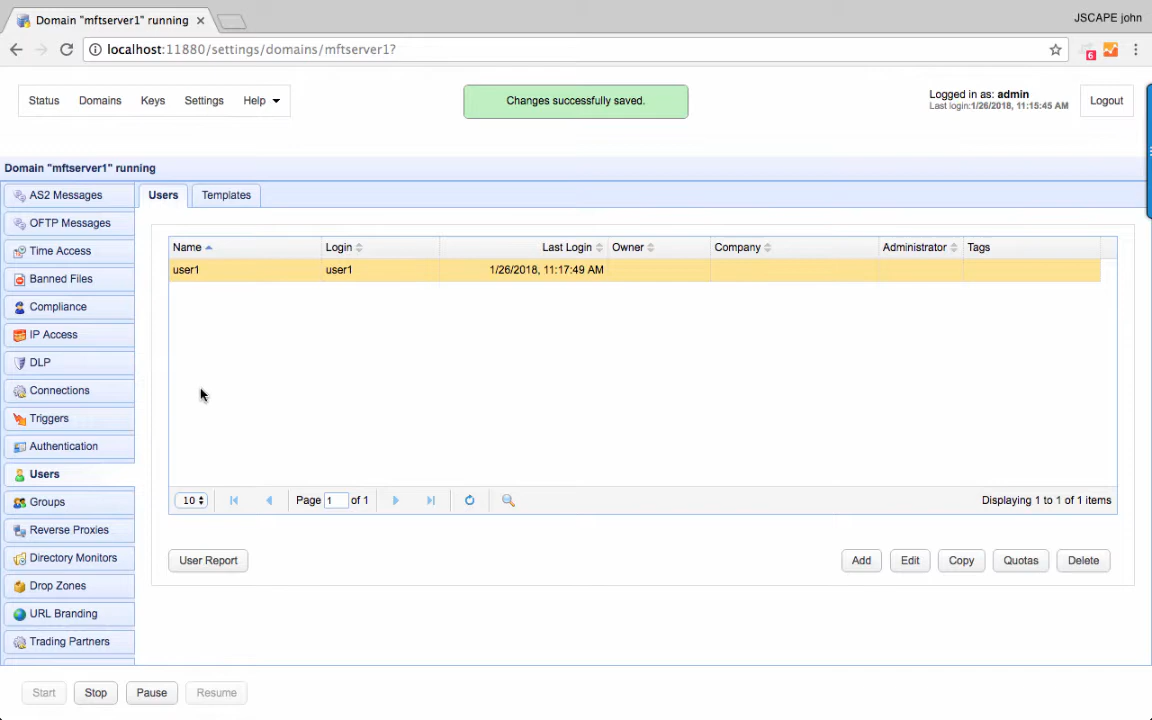 Domain "mftserver1" running
JSCAPE john
localhost:11880/settings/domains/mftserver1?
6
Status Domains Keys Settings Help
Changes successfully saved.
Logged in as: admin
Last login:1/26/2018, 11:15:45 AM
Logout
Domain "mftserver1" running
AS2 Messages
OFTP Messages
Time Access
Banned Files
Compliance
IP Access
DLP
Connections
Triggers
Authentication
Users
Groups
Reverse Proxies
Directory Monitors
Drop Zones
URL Branding
Trading Partners
Users Templates
Name Login Last Login Owner Company Administrator Tags
user1 user1 1/26/2018, 11:17:49 AM
10 Page 1 of 1 Displaying 1 to 1 of 1 items
User Report Add Edit Copy Quotas Delete
Start Stop Pause Resume